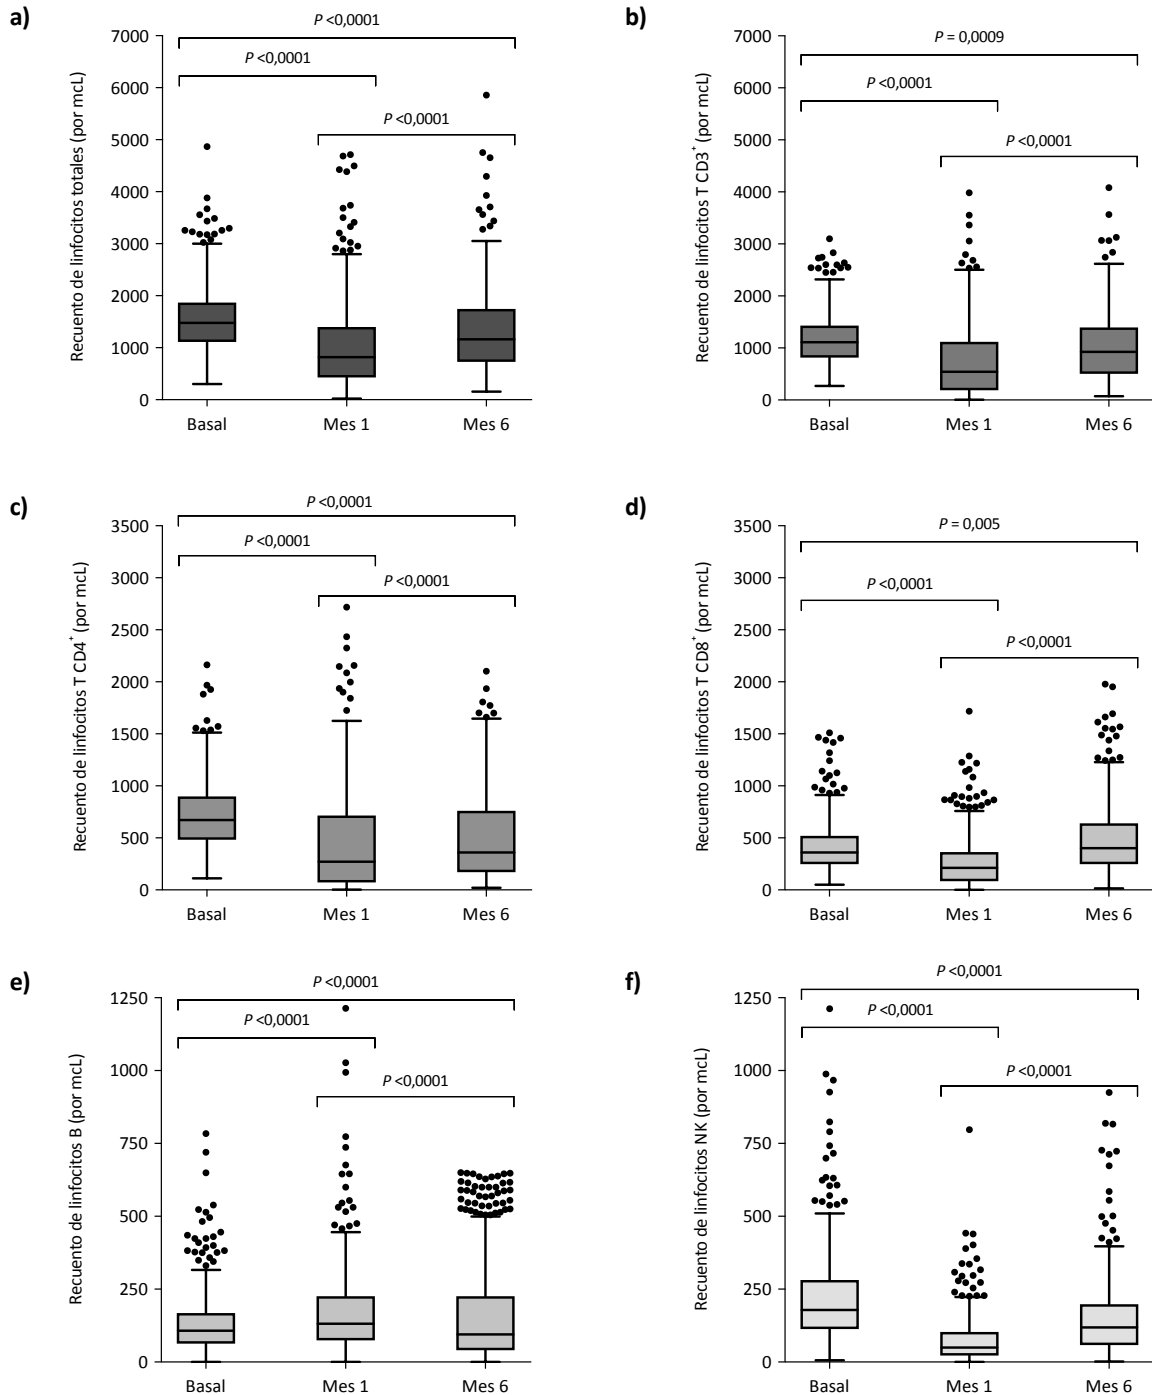 a)
P <0,0001
P <0,0001
P <0,0001
Recuento de linfocitos totales (por mcL)
7000
6000
5000
4000
3000
2000
1000
0
Basal
Mes 1
Mes 6
b)
P = 0,0009
P <0,0001
P <0,0001
Recuento de linfocitos T CD3+ (por mcL)
7000
6000
5000
4000
3000
2000
1000
0
Basal
Mes 1
Mes 6
c)
P <0,0001
P <0,0001
P <0,0001
Recuento de linfocitos T CD4+ (por mcL)
3500
3000
2500
2000
1500
1000
500
0
Basal
Mes 1
Mes 6
d)
P = 0,005
P <0,0001
P <0,0001
Recuento de linfocitos T CD8+ (por mcL)
3500
3000
2500
2000
1500
1000
500
0
Basal
Mes 1
Mes 6
e)
P <0,0001
P <0,0001
P <0,0001
Recuento de linfocitos B (por mcL)
1250
1000
750
500
250
0
Basal
Mes 1
Mes 6
f)
P <0,0001
P <0,0001
P <0,0001
Recuento de linfocitos NK (por mcL)
1250
1000
750
500
250
0
Basal
Mes 1
Mes 6